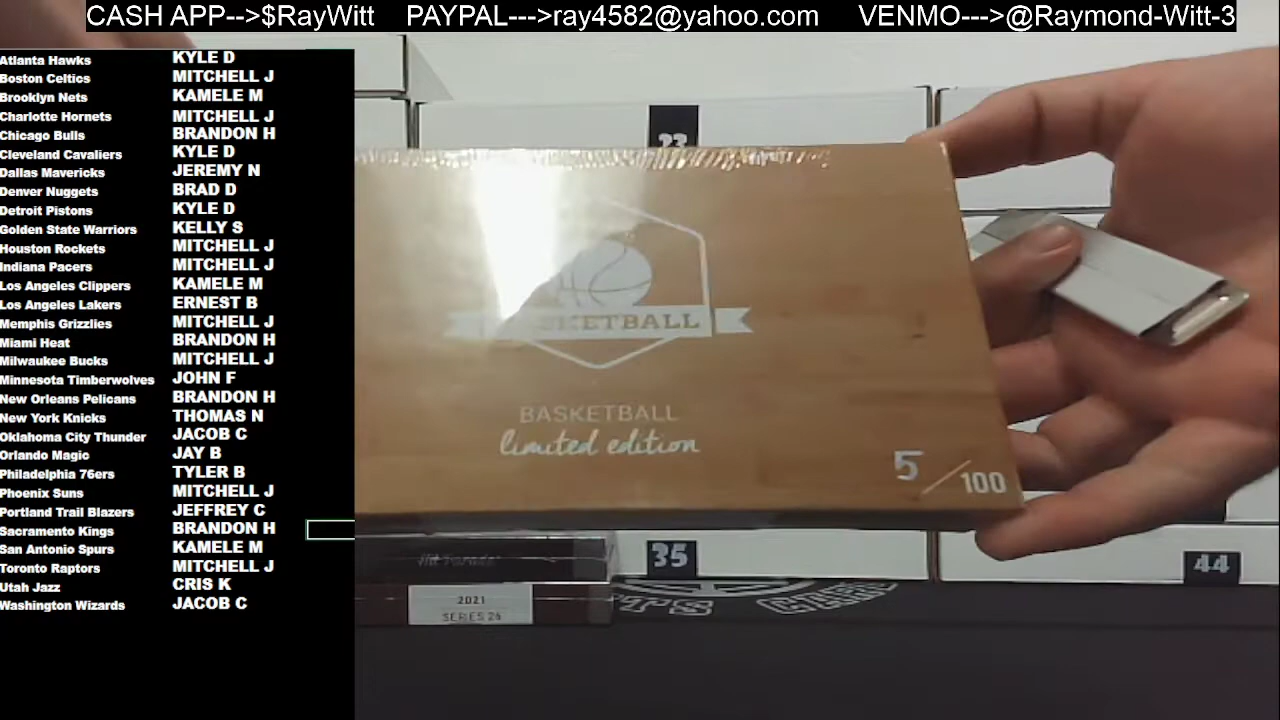 CASH APP-->$RayWitt PAYPAL--->ray4582@yahoo.com VENMO--->@Raymond-Witt-3
Atlanta Hawks KYLE D
Boston Celtics MITCHELL J
Brooklyn Nets KAMELE M
Charlotte Hornets MITCHELL J
Chicago Bulls BRANDON H
Cleveland Cavaliers KYLE D
Dallas Mavericks JEREMY N
Denver Nuggets BRAD D
Detroit Pistons KYLE D
Golden State Warriors KELLY S
Houston Rockets MITCHELL J
Indiana Pacers MITCHELL J
Los Angeles Clippers KAMELE M
Los Angeles Lakers ERNEST B
Memphis Grizzlies MITCHELL J
Miami Heat BRANDON H
Milwaukee Bucks MITCHELL J
Minnesota Timberwolves JOHN F
New Orleans Pelicans BRANDON H
New York Knicks THOMAS N
Oklahoma City Thunder JACOB C
Orlando Magic JAY B
Philadelphia 76ers TYLER B
Phoenix Suns MITCHELL J
Portland Trail Blazers JEFFREY C
Sacramento Kings BRANDON H
San Antonio Spurs KAMELE M
Toronto Raptors MITCHELL J
Utah Jazz CRIS K
Washington Wizards JACOB C
23
BASKETBALL
BASKETBALL
limited edition
5/100
Hit Parade
35
44
2021
SERIES 26